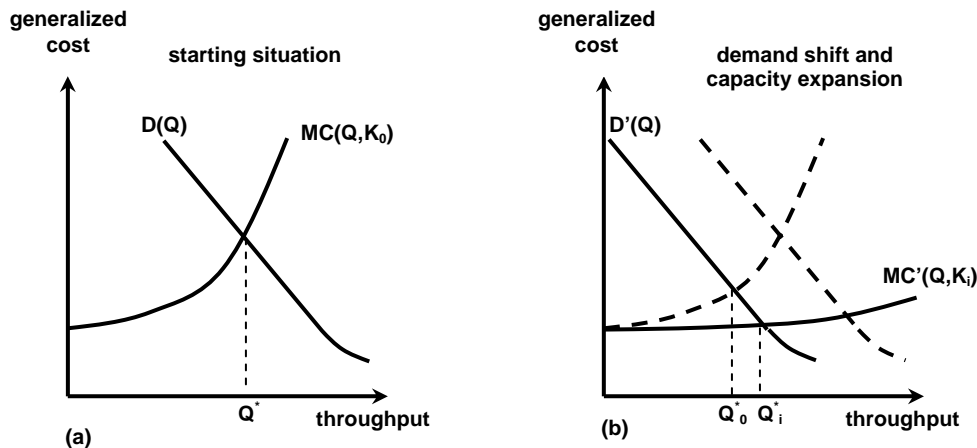 generalized
cost
starting situation
D(Q)
MC(Q,K₀)
Q*
throughput
(a)
generalized
cost
demand shift and
capacity expansion
D’(Q)
MC’(Q,Kᵢ)
Q*₀
Q*ᵢ
throughput
(b)